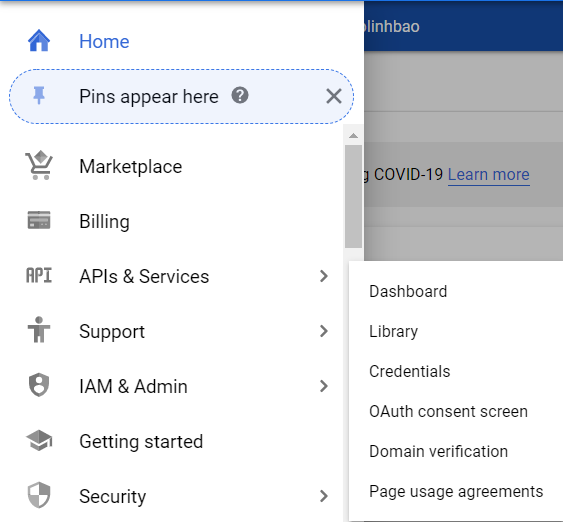 Home
Pins appear here
Marketplace
Billing
API APIs & Services
Support
IAM & Admin
Getting started
Security
linhbao
COVID-19 Learn more
Dashboard
Library
Credentials
OAuth consent screen
Domain verification
Page usage agreements